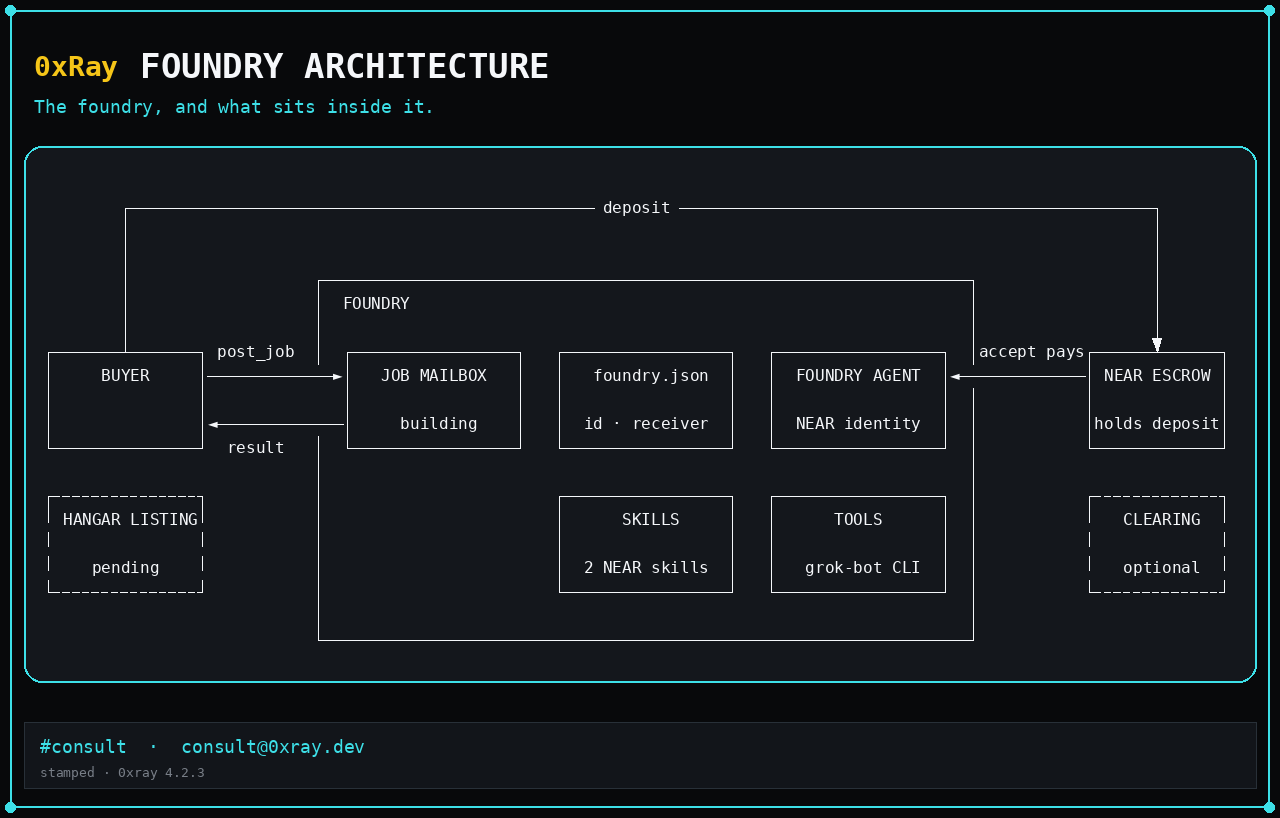 0xRay FOUNDRY ARCHITECTURE
The foundry, and what sits inside it.
deposit
FOUNDRY
post_job
accept pays
BUYER
JOB MAILBOX
building
foundry.json
id · receiver
FOUNDRY AGENT
NEAR identity
NEAR ESCROW
holds deposit
result
HANGAR LISTING
pending
SKILLS
2 NEAR skills
TOOLS
grok-bot CLI
CLEARING
optional
#consult · consult@0xray.dev
stamped · 0xray 4.2.3